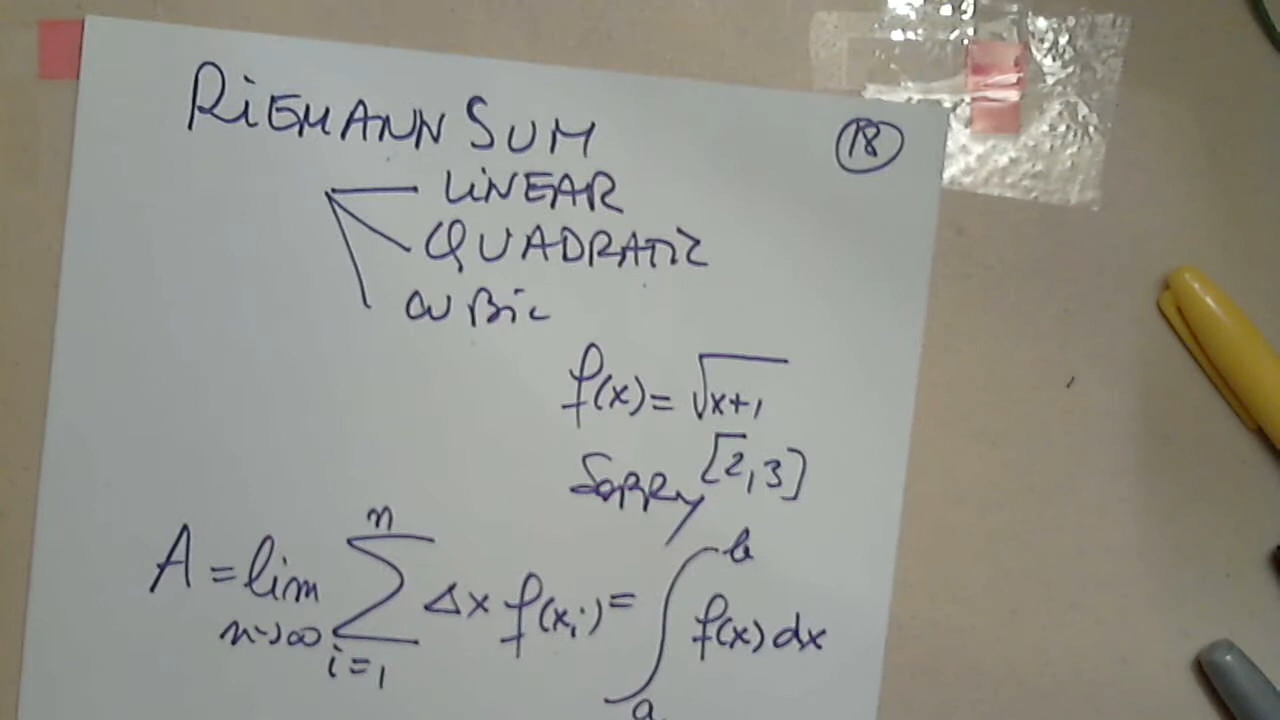 RIEMANN SUM
18
LINEAR
QUADRATIC
CUBIC
f(x) = √x+1
SORRY [2,3]
A = lim n→∞ n Σ i=1 Δx f(xᵢ) = ∫ b a f(x) dx